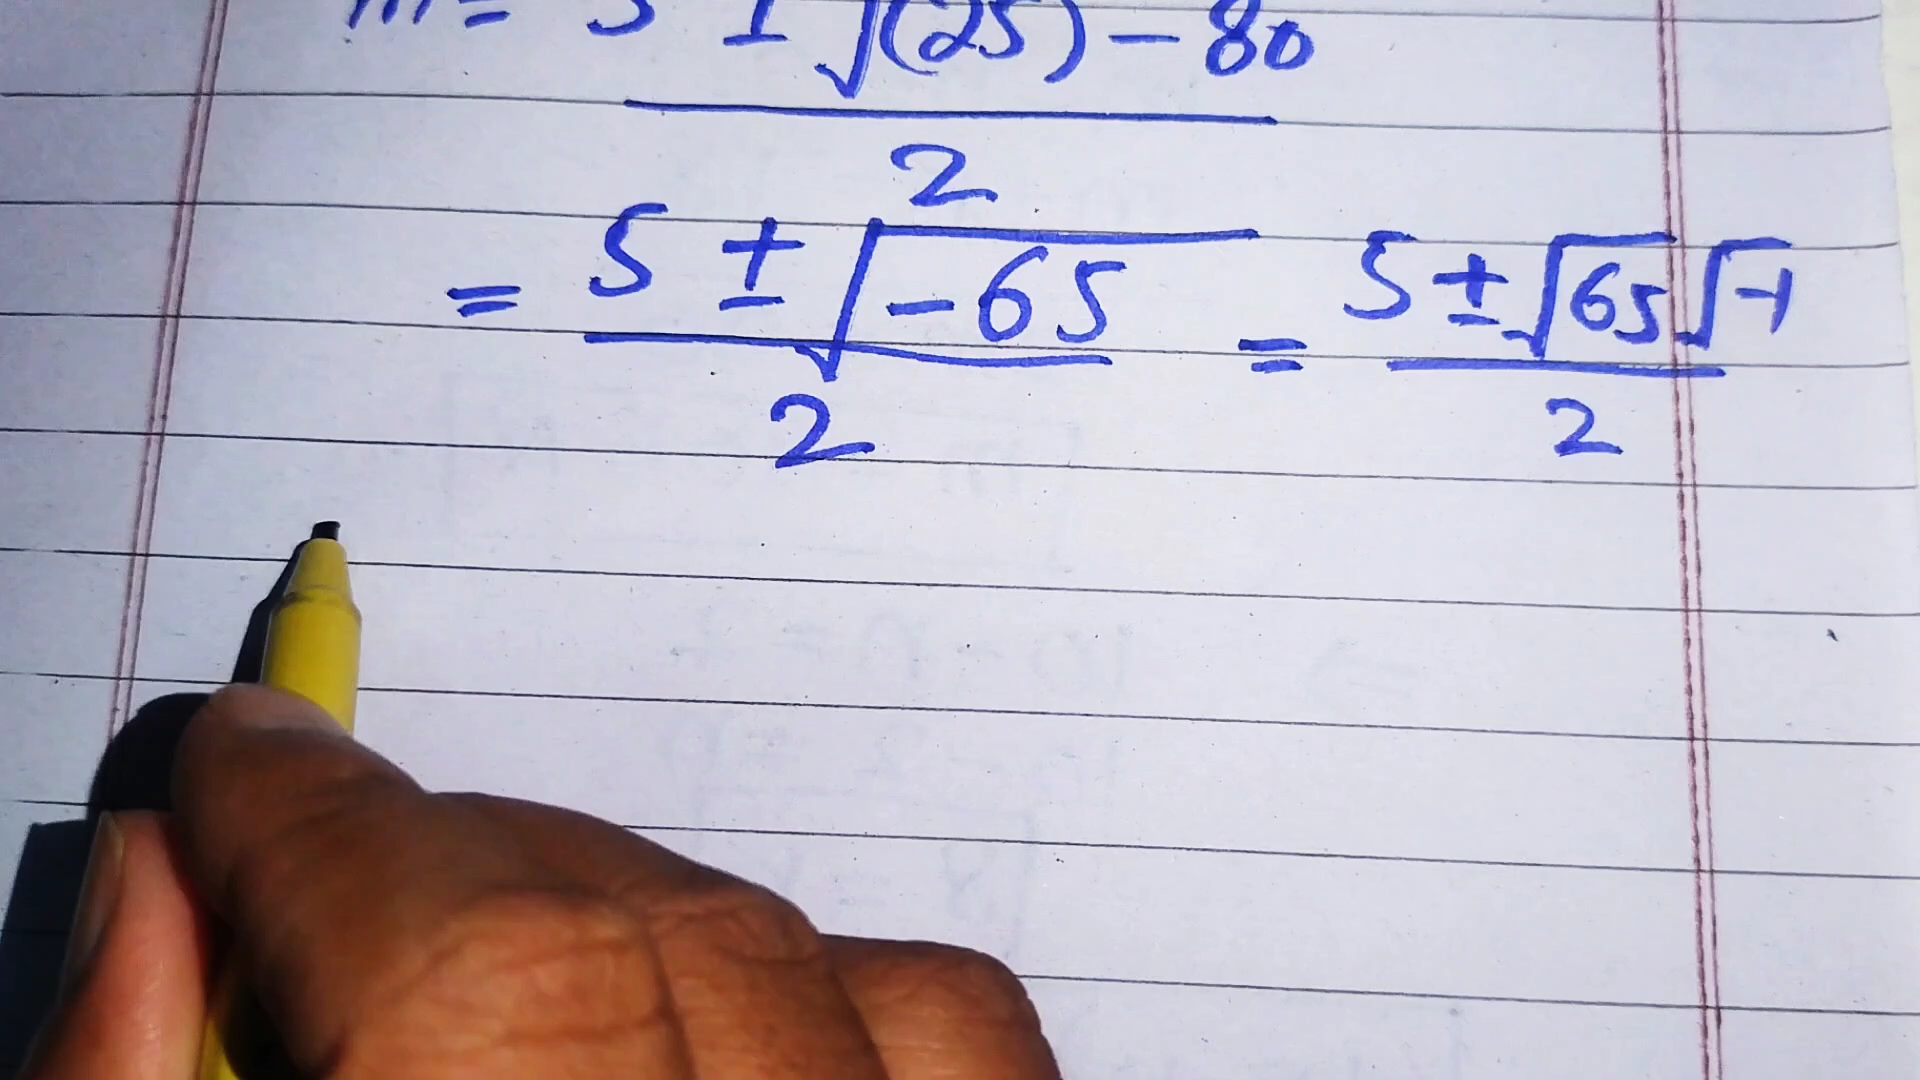 m = 5 ± √(25) - 80
2
= 5 ± √-65 = 5 ± √65 √-1
2 2